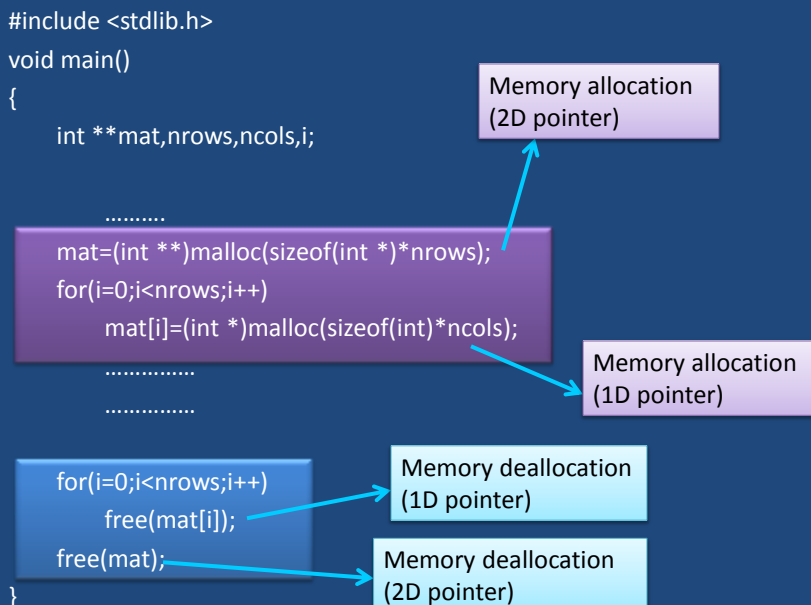 #include <stdlib.h>
void main()
{
int **mat,nrows,ncols,i;
Memory allocation
(2D pointer)
……….
mat=(int **)malloc(sizeof(int *)*nrows);
for(i=0;i<nrows;i++)
mat[i]=(int *)malloc(sizeof(int)*ncols);
……………
……………
Memory allocation
(1D pointer)
for(i=0;i<nrows;i++)
free(mat[i]);
free(mat);
}
Memory deallocation
(1D pointer)
Memory deallocation
(2D pointer)